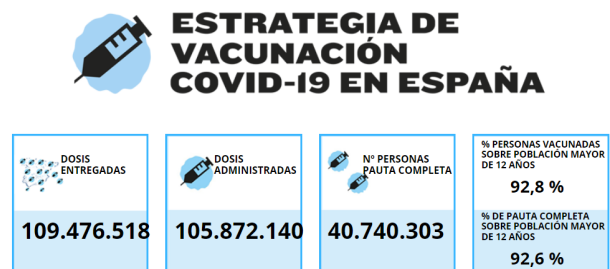 ESTRATEGIA DE
VACUNACIÓN
COVID-19 EN ESPAÑA
DOSIS
ENTREGADAS
109.476.518
DOSIS
ADMINISTRADAS
105.872.140
Nº PERSONAS
PAUTA COMPLETA
40.740.303
% PERSONAS VACUNADAS
SOBRE POBLACIÓN MAYOR
DE 12 AÑOS
92,8 %
% DE PAUTA COMPLETA
SOBRE POBLACIÓN MAYOR
DE 12 AÑOS
92,6 %